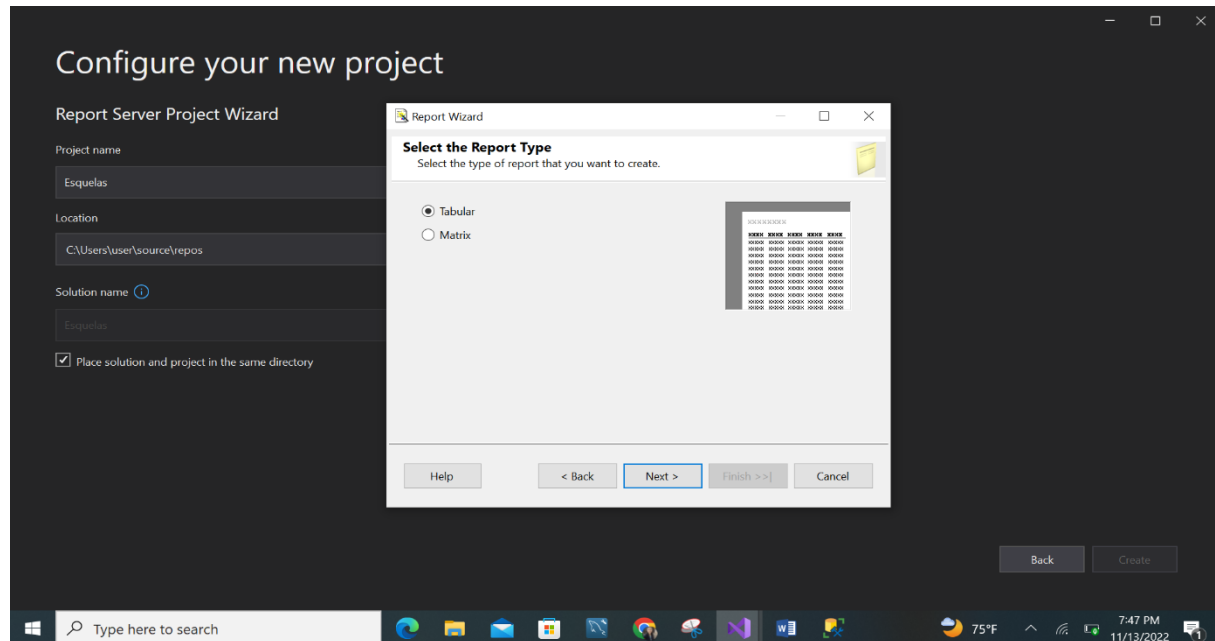 Configure your new project
Report Server Project Wizard
Project name
Esquelas
Location
C:\Users\user\source\repos
Solution name
Esquelas
Place solution and project in the same directory
Report Wizard
Select the Report Type
Select the type of report that you want to create.
Tabular
Matrix
Help
< Back
Next >
Finish >>|
Cancel
Back
Create
Type here to search
75°F
7:47 PM
11/13/2022